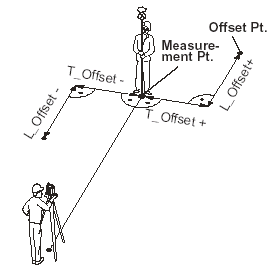 Offset Pt.
Measure-
ment Pt.
T_Offset -
L_Offset+
L_Offset -
T_Offset +